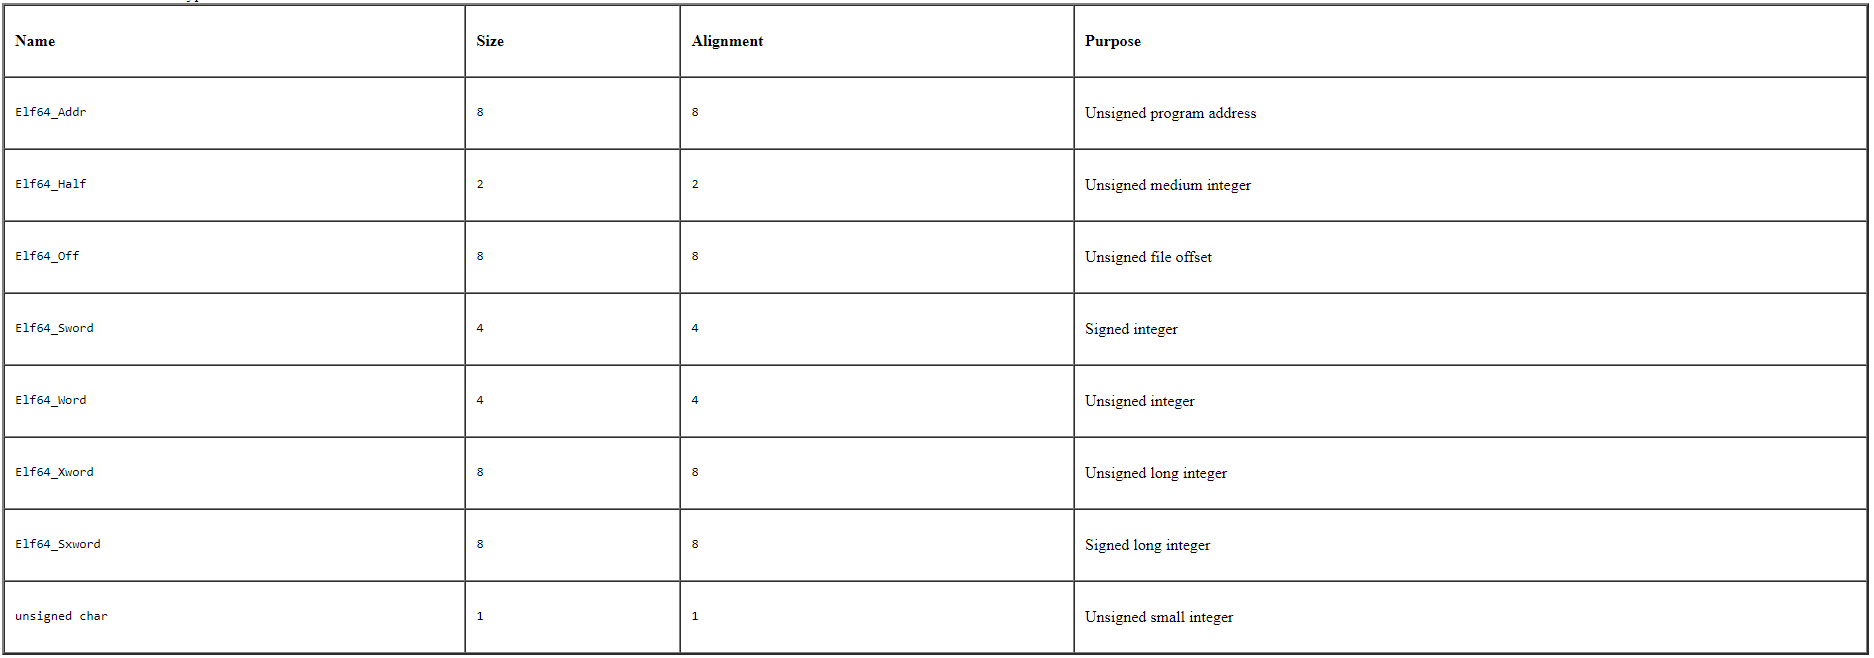 Name Size Alignment Purpose
Elf64_Addr 8 8 Unsigned program address
Elf64_Half 2 2 Unsigned medium integer
Elf64_Off 8 8 Unsigned file offset
Elf64_Sword 4 4 Signed integer
Elf64_Word 4 4 Unsigned integer
Elf64_Xword 8 8 Unsigned long integer
Elf64_Sxword 8 8 Signed long integer
unsigned char 1 1 Unsigned small integer